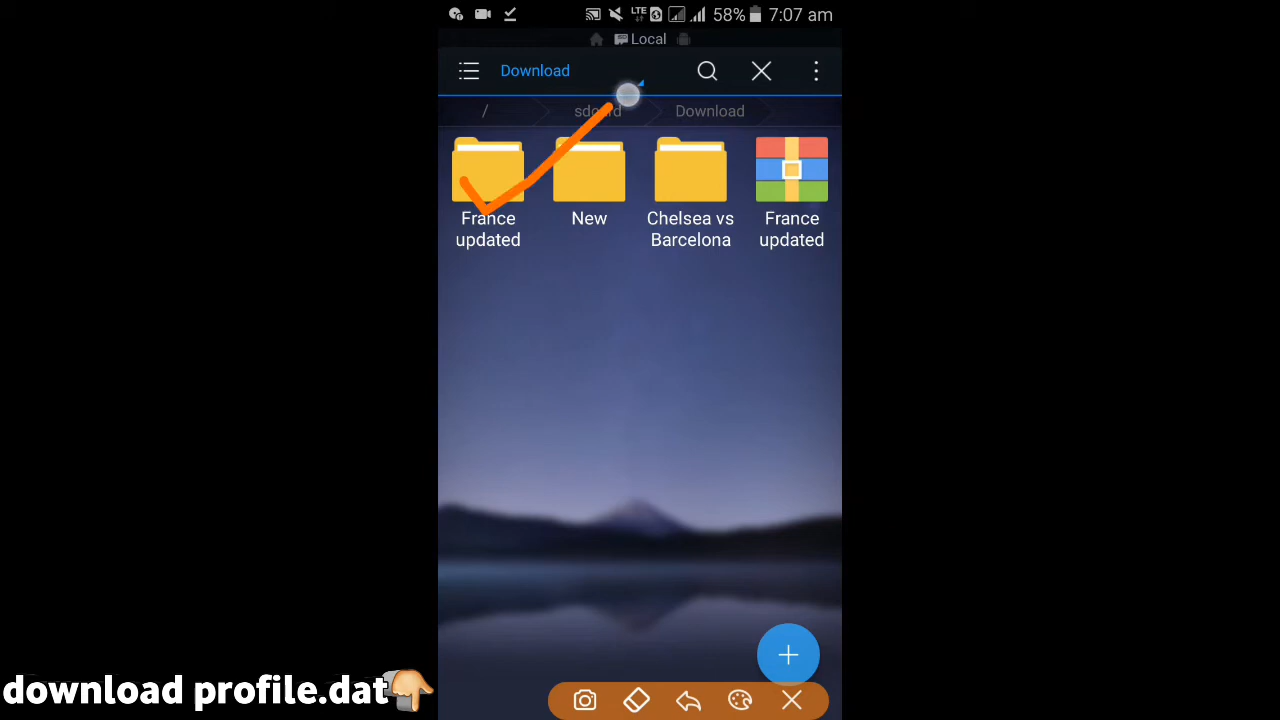 LTE 58% 7:07 am
Local
Download
/ sdcard Download
France updated
New
Chelsea vs Barcelona
France updated
download profile.dat